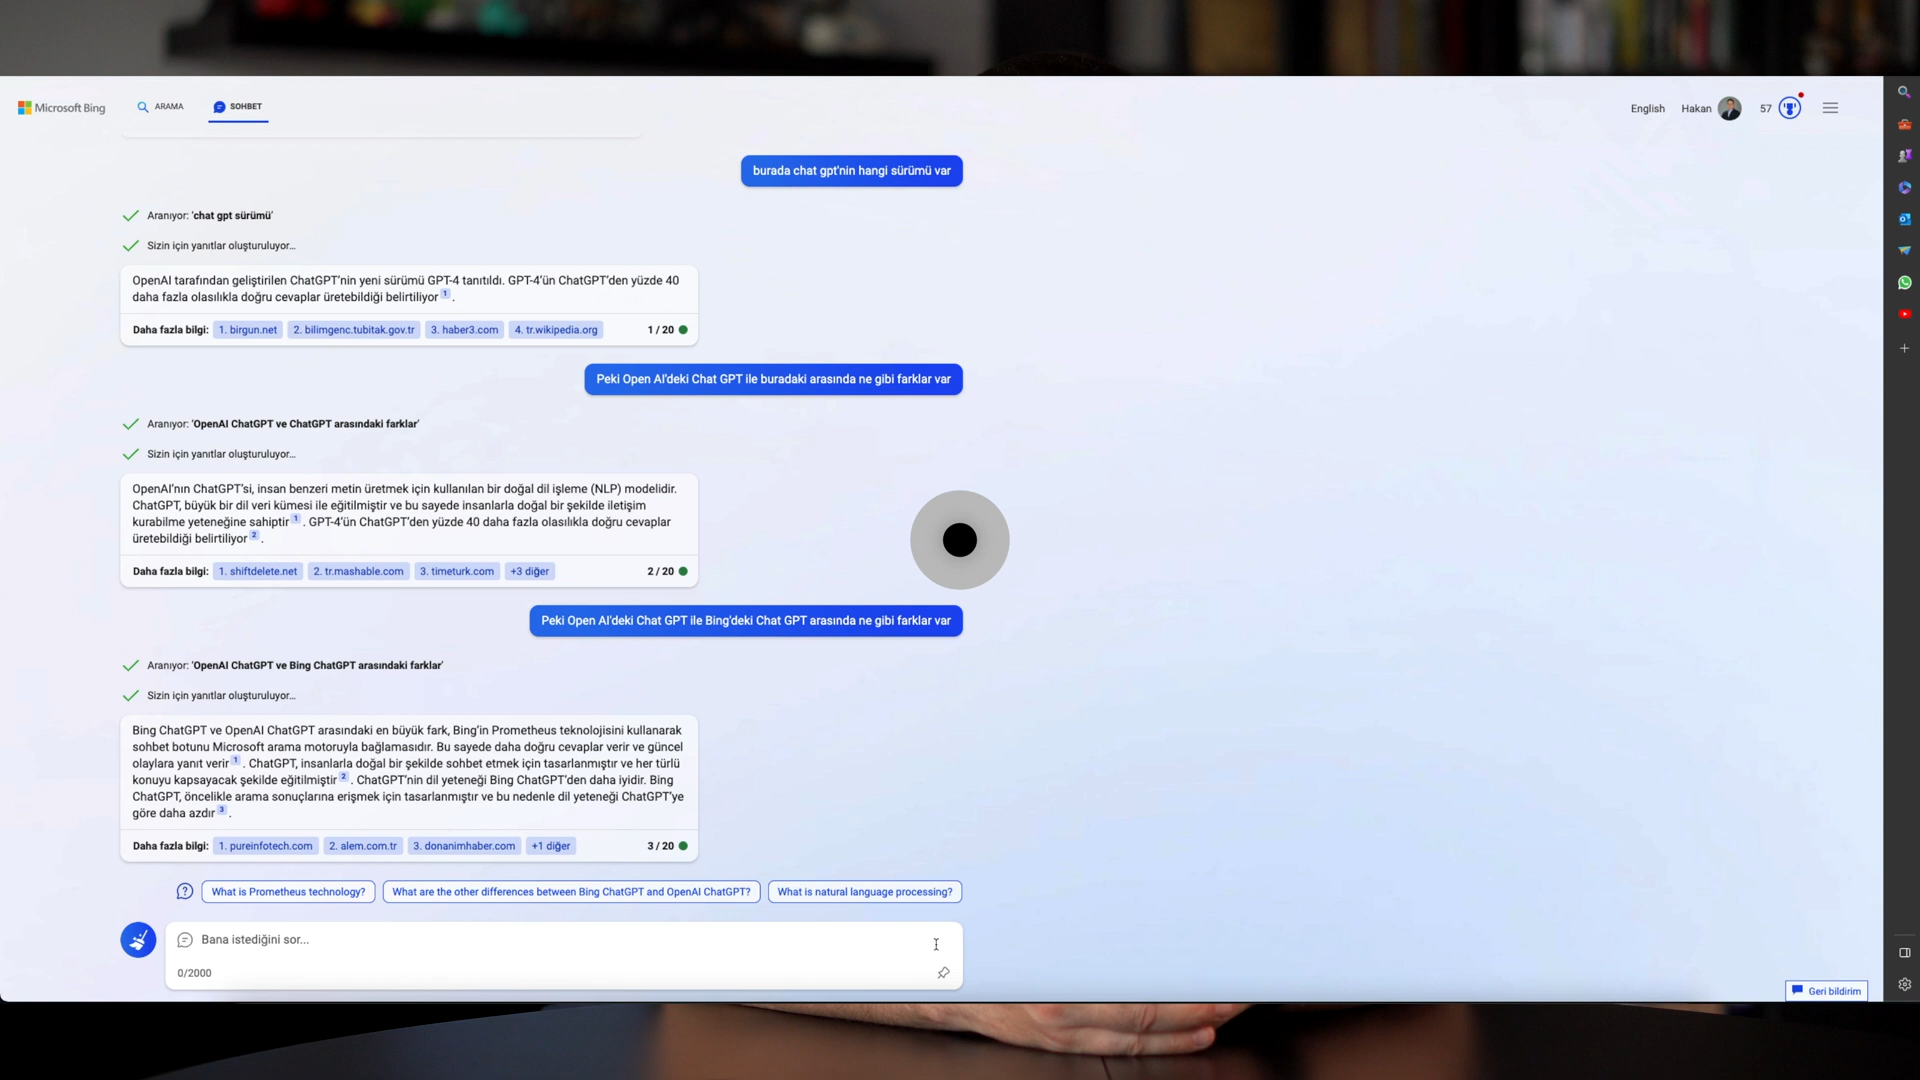 Microsoft Bing
ARAMA
SOHBET
English
Hakan
57
burada chat gpt'nin hangi sürümü var
Aranıyor: 'chat gpt sürümü'
Sizin için yanıtlar oluşturuluyor...
OpenAI tarafından geliştirilen ChatGPT'nin yeni sürümü GPT-4 tanıtıldı. GPT-4'ün ChatGPT'den yüzde 40
daha fazla olasılıkla doğru cevaplar üretebildiği belirtiliyor 1 .
Daha fazla bilgi: 1. birgun.net 2. bilimgenc.tubitak.gov.tr 3. haber3.com 4. tr.wikipedia.org 1 / 20
Peki Open AI'deki Chat GPT ile buradaki arasında ne gibi farklar var
Aranıyor: 'OpenAI ChatGPT ve ChatGPT arasındaki farklar'
Sizin için yanıtlar oluşturuluyor...
OpenAI'nın ChatGPT'si, insan benzeri metin üretmek için kullanılan bir doğal dil işleme (NLP) modelidir.
ChatGPT, büyük bir dil veri kümesi ile eğitilmiştir ve bu sayede insanlarla doğal bir şekilde iletişim
kurabilme yeteneğine sahiptir 1 . GPT-4'ün ChatGPT'den yüzde 40 daha fazla olasılıkla doğru cevaplar
üretebildiği belirtiliyor 2 .
Daha fazla bilgi: 1. shiftdelete.net 2. tr.mashable.com 3. timeturk.com +3 diğer 2 / 20
Peki Open AI'deki Chat GPT ile Bing'deki Chat GPT arasında ne gibi farklar var
Aranıyor: 'OpenAI ChatGPT ve Bing ChatGPT arasındaki farklar'
Sizin için yanıtlar oluşturuluyor...
Bing ChatGPT ve OpenAI ChatGPT arasındaki en büyük fark, Bing'in Prometheus teknolojisini kullanarak
sohbet botunu Microsoft arama motoruyla bağlamasıdır. Bu sayede daha doğru cevaplar verir ve güncel
olaylara yanıt verir 1 . ChatGPT, insanlarla doğal bir şekilde sohbet etmek için tasarlanmıştır ve her türlü
konuyu kapsayacak şekilde eğitilmiştir 2 . ChatGPT'nin dil yeteneği Bing ChatGPT'den daha iyidir. Bing
ChatGPT, öncelikle arama sonuçlarına erişmek için tasarlanmıştır ve bu nedenle dil yeteneği ChatGPT'ye
göre daha azdır 3 .
Daha fazla bilgi: 1. pureinfotech.com 2. alem.com.tr 3. donanimhaber.com +1 diğer 3 / 20
What is Prometheus technology? What are the other differences between Bing ChatGPT and OpenAI ChatGPT? What is natural language processing?
Bana istediğini sor...
0/2000
Geri bildirim